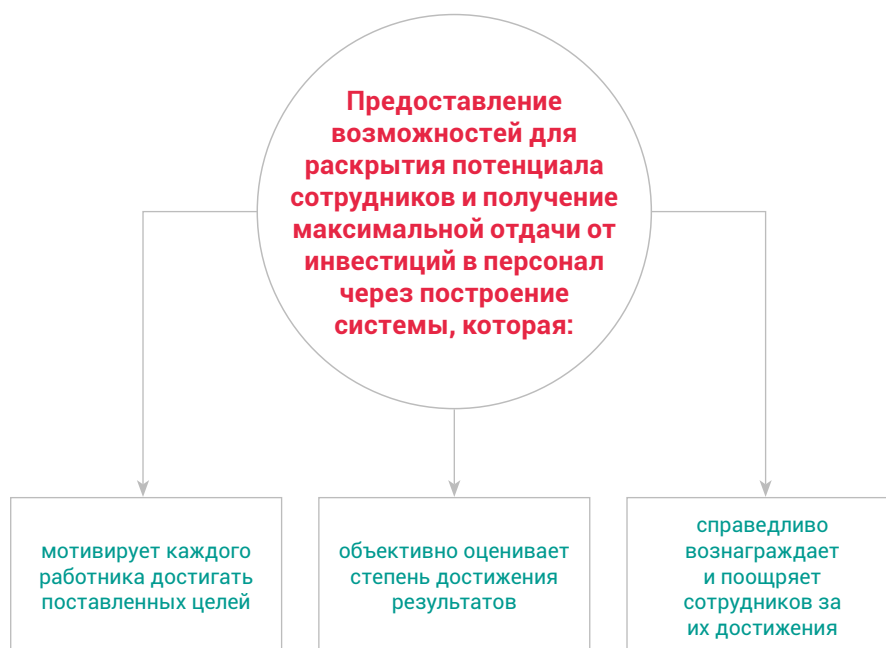 Предоставление
возможностей для
раскрытия потенциала
сотрудников и получение
максимальной отдачи от
инвестиций в персонал
через построение
системы, которая:
мотивирует каждого
работника достигать
поставленных целей
объективно оценивает
степень достижения
результатов
справедливо
вознаграждает
и поощряет
сотрудников за
их достижения